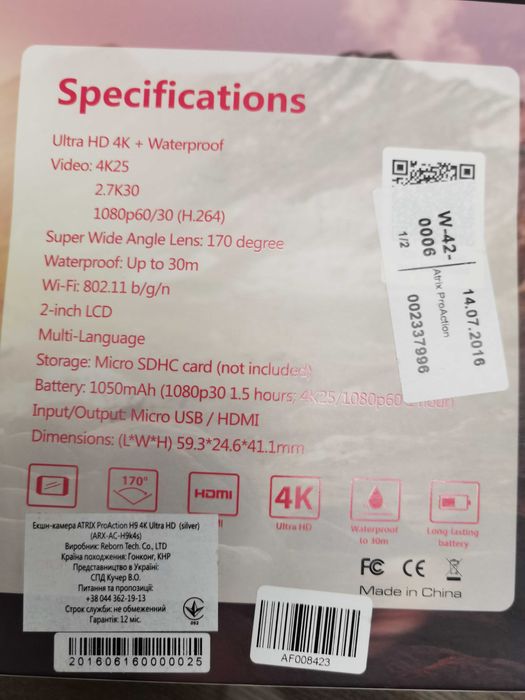 Specifications
Ultra HD 4K + Waterproof
Video: 4K25
2.7K30
1080p60/30 (H.264)
Super Wide Angle Lens: 170 degree
Waterproof: Up to 30m
Wi-Fi: 802.11 b/g/n
2-inch LCD
Multi-Language
Storage: Micro SDHC card (not included)
Battery: 1050mAh (1080p30 1.5 hours; 4K25/1080p60 1 hour)
Input/Output: Micro USB / HDMI
Dimensions: (L*W*H) 59.3*24.6*41.1mm
W-42-
0006
1/2
Atrix ProAction
14.07.2016
002337996
170°
HDMI
4K
Ultra HD
Waterproof
to 30m
Long lasting
battery
Екшн-камера ATRIX ProAction H9 4K Ultra HD (silver)
(ARX-AC-H9k4s)
Виробник: Reborn Tech. Co., LTD
Країна походження: Гонконг, КНР
Представництво в Україні:
СПД Кучер В.О.
Питання та пропозиції:
+38 044 362-19-13
Строк служби: не обмежений
Гарантія: 12 міс.
2016061600000025
FC CE
Made in China
AF008423